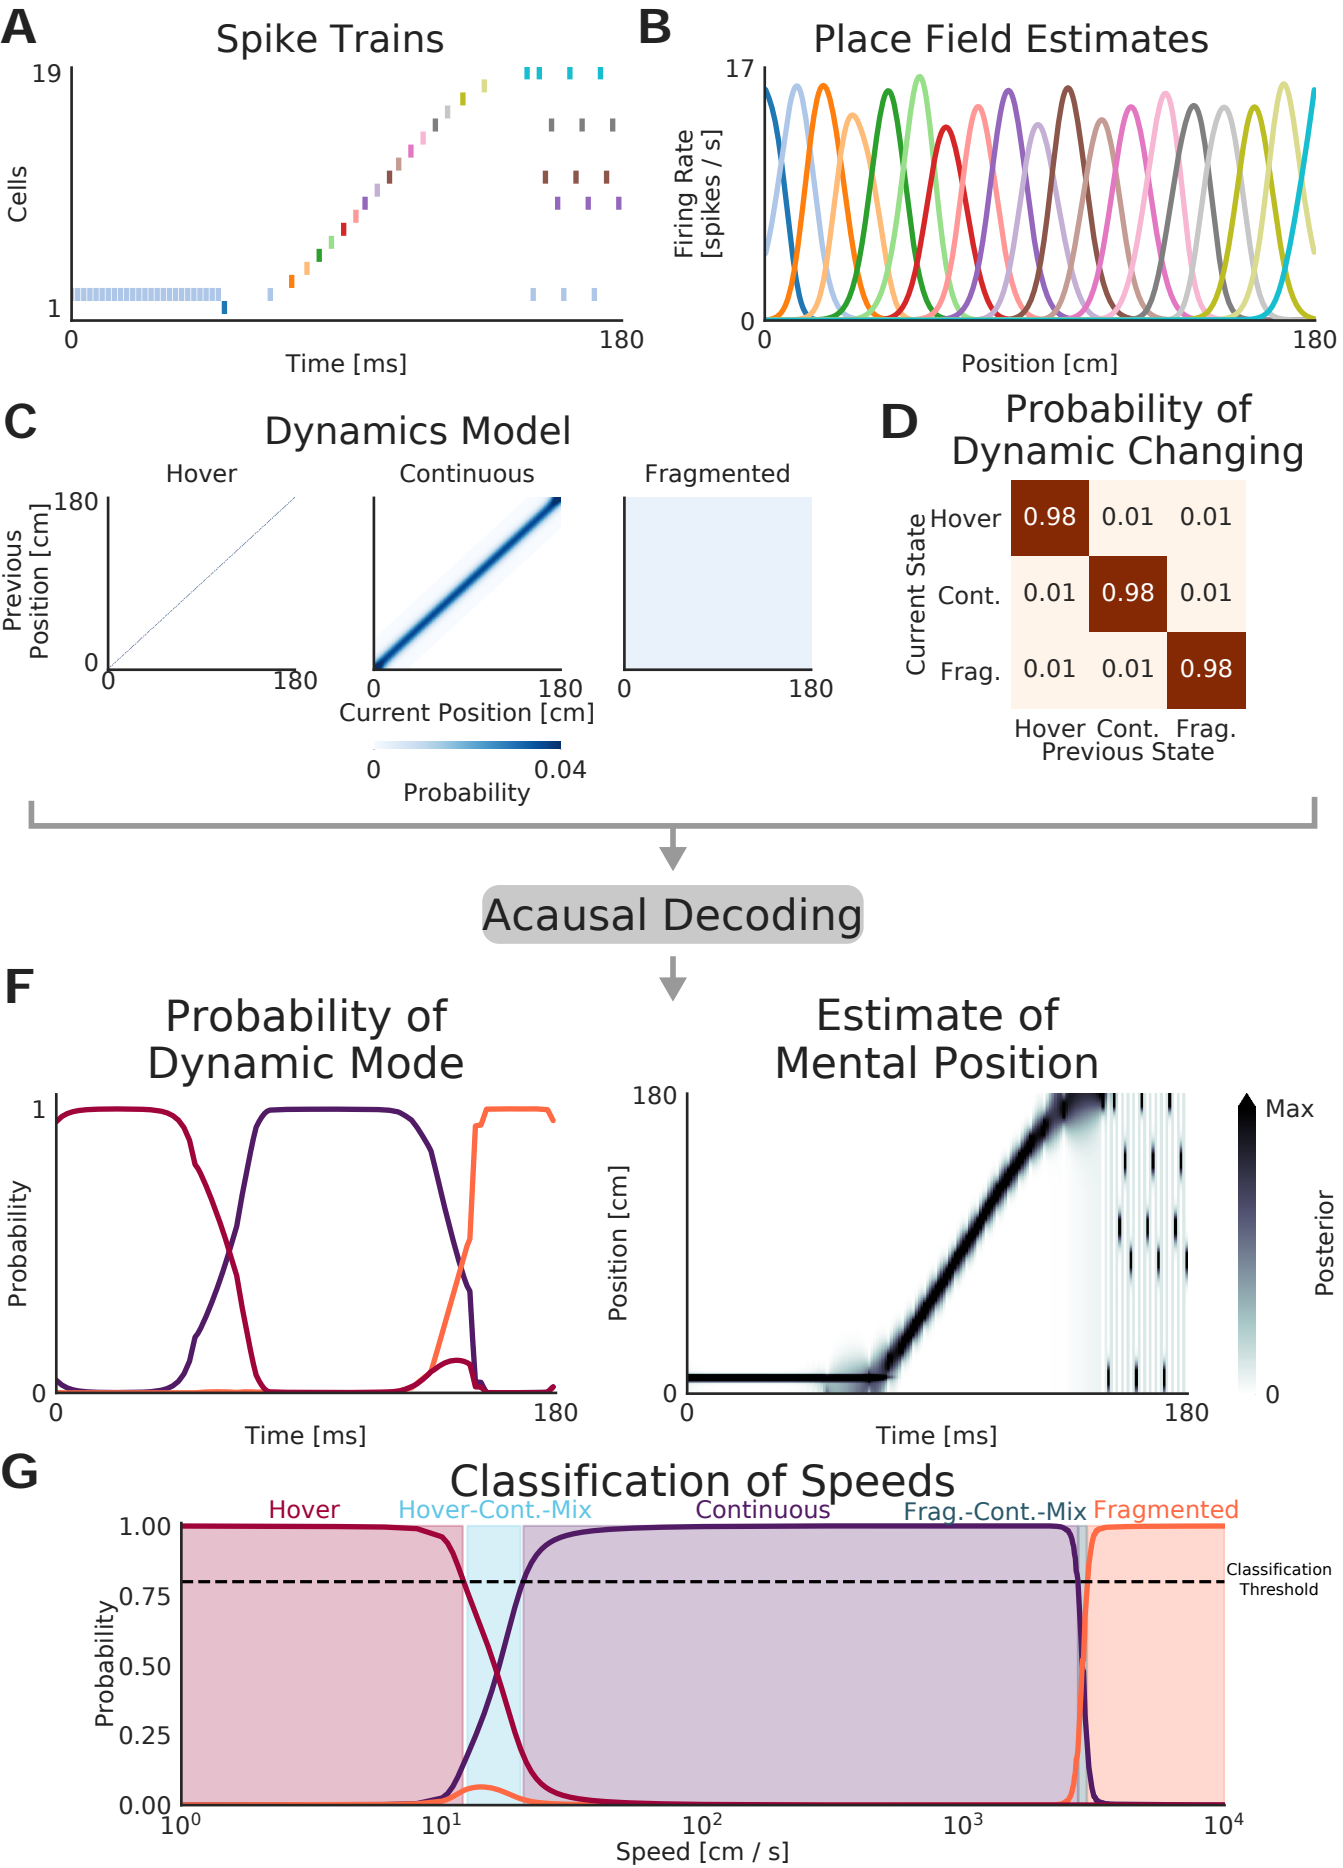 A
Spike Trains
19
Cells
1
0
180
Time [ms]
B
Place Field Estimates
17
Firing Rate
[spikes / s]
0
0
180
Position [cm]
C
Dynamics Model
Hover
Continuous
Fragmented
180
Previous
Position [cm]
0
0
180
0
180
0
180
Current Position [cm]
0
0.04
Probability
D
Probability of
Dynamic Changing
Current State
Hover
0.98
0.01
0.01
Cont.
0.01
0.98
0.01
Frag.
0.01
0.01
0.98
Hover
Cont.
Frag.
Previous State
Acausal Decoding
F
Probability of
Dynamic Mode
1
Probability
0
0
180
Time [ms]
Estimate of
Mental Position
180
Position [cm]
0
0
180
Time [ms]
Max
Posterior
0
G
Classification of Speeds
Hover
Hover-Cont.-Mix
Continuous
Frag.-Cont.-Mix
Fragmented
1.00
0.75
0.50
0.25
0.00
Probability
Classification
Threshold
10⁰
10¹
10²
10³
10⁴
Speed [cm / s]